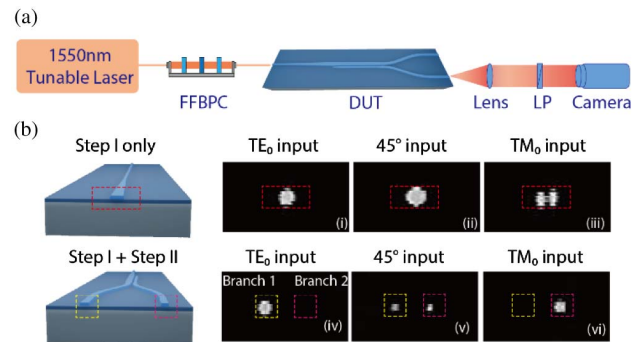 (a)
1550nm
Tunable Laser
FFBPC
DUT
Lens
LP
Camera
(b)
Step I only
TE₀ input
45° input
TM₀ input
(i)
(ii)
(iii)
Step I + Step II
TE₀ input
45° input
TM₀ input
Branch 1
Branch 2
(iv)
(v)
(vi)